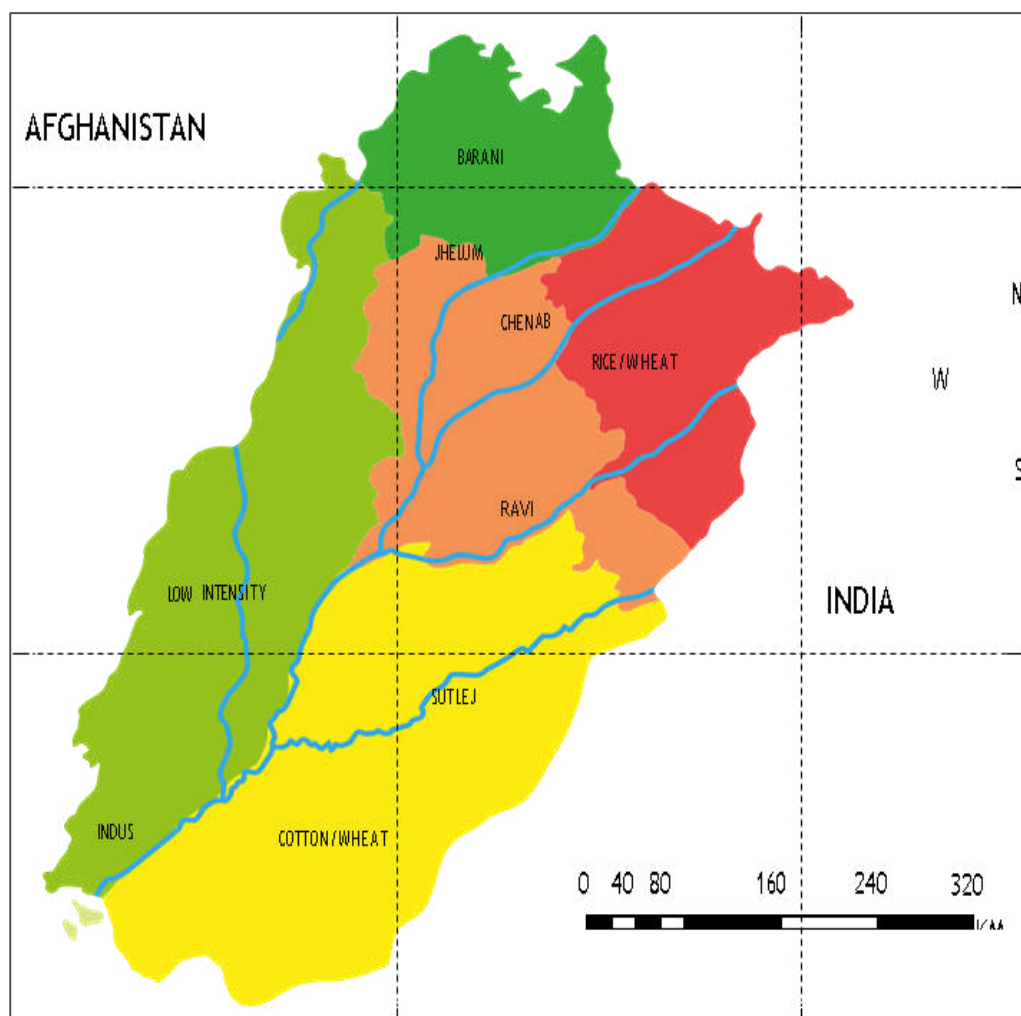 AFGHANISTAN
BARANI
JHELUM
N
CHENAB
RICE/WHEAT
W
S
RAVI
LOW INTENSITY
INDIA
SUTLEJ
INDUS
COTTON/WHEAT
0 40 80 160 240 320